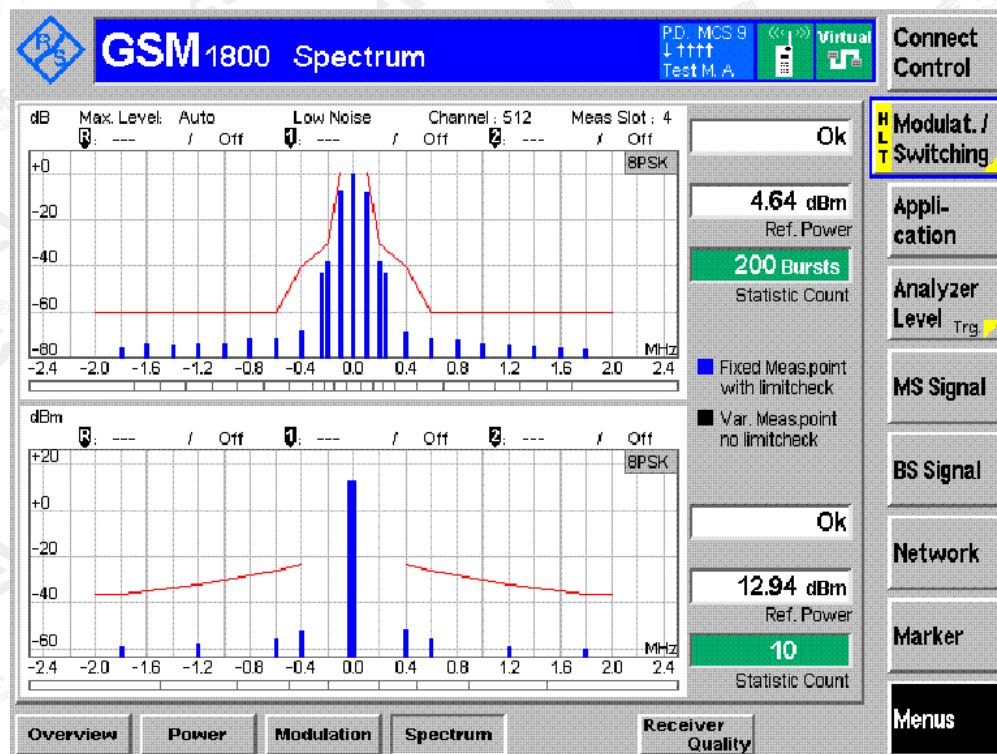 R/S
GSM 1800 Spectrum
P.D. MCS 9
↓ ↑↑↑↑
Test M. A
Virtual
Connect
Control
dB Max. Level: Auto Low Noise Channel : 512 Meas Slot : 4
R: --- / Off 1: --- / Off 2: --- / Off
8PSK
+0
-20
-40
-60
-80
MHz
-2.4 -2.0 -1.6 -1.2 -0.8 -0.4 0.0 0.4 0.8 1.2 1.6 2.0 2.4
Ok
4.64 dBm
Ref. Power
200 Bursts
Statistic Count
Fixed Meas.point
with limitcheck
Var. Meas.point
no limitcheck
dBm
R: --- / Off 1: --- / Off 2: --- / Off
8PSK
+20
+0
-20
-40
-60
MHz
-2.4 -2.0 -1.6 -1.2 -0.8 -0.4 0.0 0.4 0.8 1.2 1.6 2.0 2.4
Ok
12.94 dBm
Ref. Power
10
Statistic Count
HLT
Modulat. /
Switching
Appli-
cation
Analyzer
Level Trg.
MS Signal
BS Signal
Network
Marker
Menus
Overview Power Modulation Spectrum Receiver
Quality